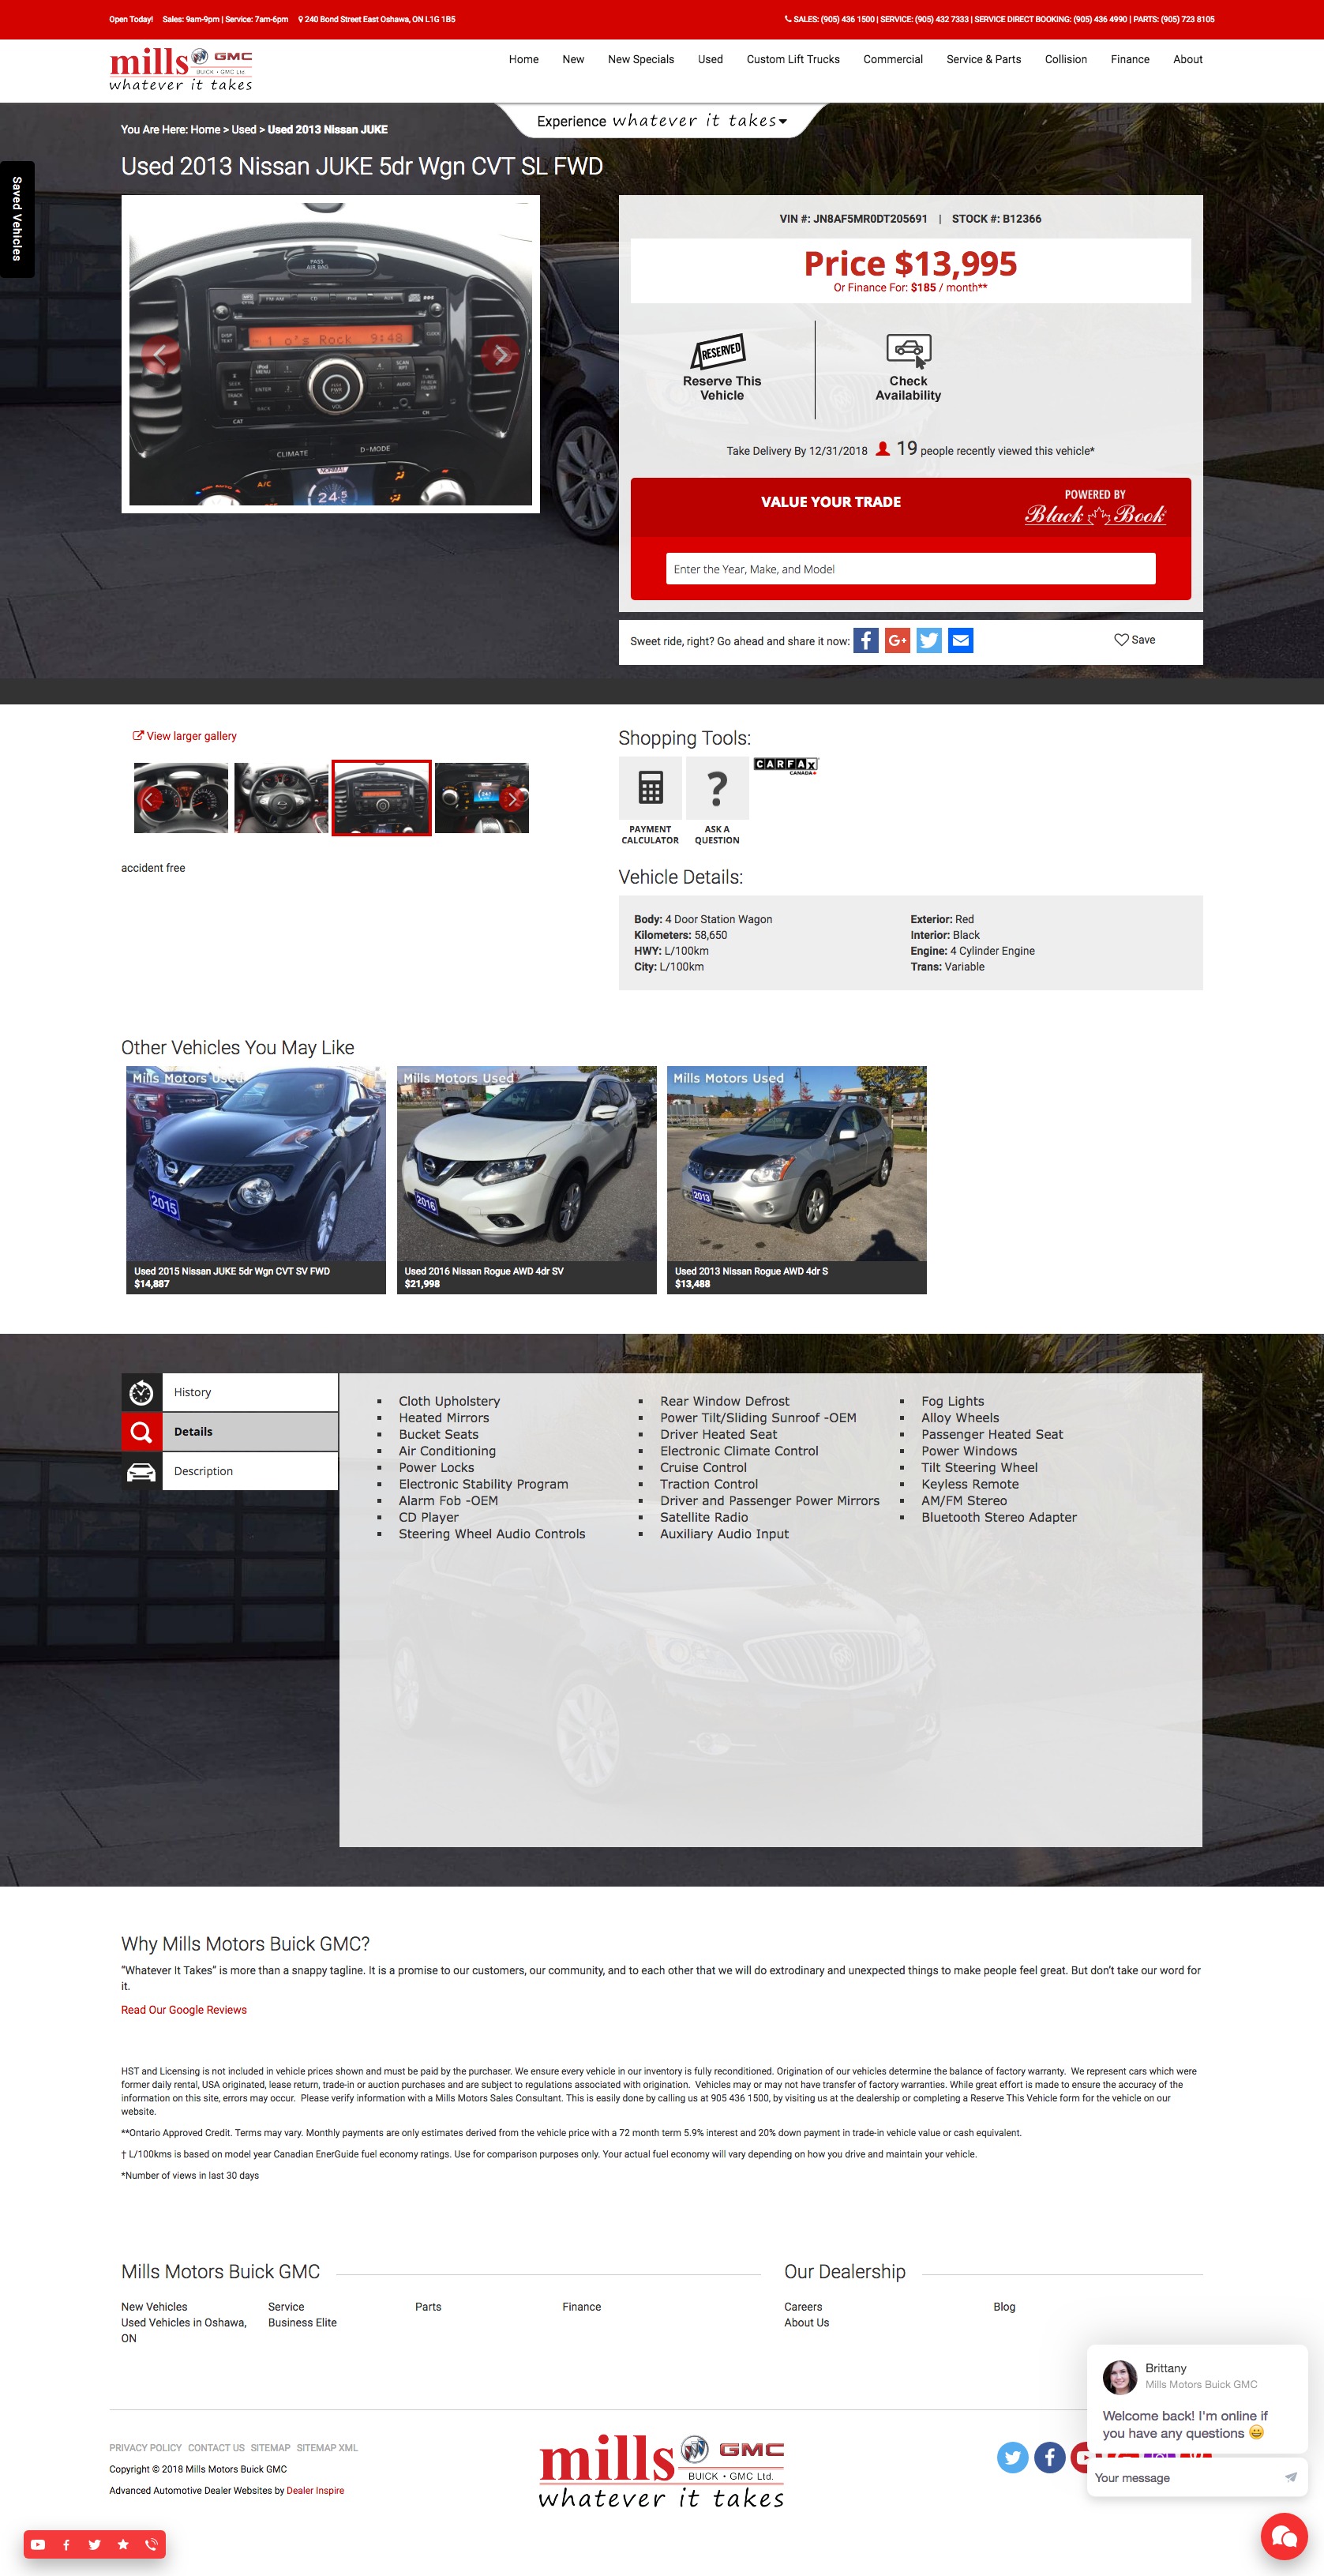 Open Today! Sales: 9am-9pm | Service: 7am-6pm 240 Bond Street East Oshawa, ON L1G 1B5
SALES: (905) 436 1500 | SERVICE: (905) 432 7333 | SERVICE DIRECT BOOKING: (905) 436 4990 | PARTS: (905) 723 8105
mills GMC
BUICK • GMC Ltd.
whatever it takes
Home New New Specials Used Custom Lift Trucks Commercial Service & Parts Collision Finance About
Experience whatever it takes
You Are Here: Home > Used > Used 2013 Nissan JUKE
Used 2013 Nissan JUKE 5dr Wgn CVT SL FWD
Saved Vehicles
PASS
AIR BAG
FM·AM CD iPod AUX
1 o's Rock 9:48
CLIMATE D-MODE
A/C
NORMAL
24.5
VIN #: JN8AF5MR0DT205691 | STOCK #: B12366
Price $13,995
Or Finance For: $185 / month**
RESERVED
Reserve This
Vehicle
Check
Availability
Take Delivery By 12/31/2018 19 people recently viewed this vehicle*
VALUE YOUR TRADE
POWERED BY
Black Book
Enter the Year, Make, and Model
Sweet ride, right? Go ahead and share it now:
Save
View larger gallery
accident free
Shopping Tools:
CARFAX
CANADA
PAYMENT
CALCULATOR
ASK A
QUESTION
Vehicle Details:
Body: 4 Door Station Wagon
Kilometers: 58,650
HWY: L/100km
City: L/100km
Exterior: Red
Interior: Black
Engine: 4 Cylinder Engine
Trans: Variable
Other Vehicles You May Like
Mills Motors Used
2015
Used 2015 Nissan JUKE 5dr Wgn CVT SV FWD
$14,887
Mills Motors Used
2016
Used 2016 Nissan Rogue AWD 4dr SV
$21,998
Mills Motors Used
2013
Used 2013 Nissan Rogue AWD 4dr S
$13,488
History
Details
Description
Cloth Upholstery
Heated Mirrors
Bucket Seats
Air Conditioning
Power Locks
Electronic Stability Program
Alarm Fob -OEM
CD Player
Steering Wheel Audio Controls
Rear Window Defrost
Power Tilt/Sliding Sunroof -OEM
Driver Heated Seat
Electronic Climate Control
Cruise Control
Traction Control
Driver and Passenger Power Mirrors
Satellite Radio
Auxiliary Audio Input
Fog Lights
Alloy Wheels
Passenger Heated Seat
Power Windows
Tilt Steering Wheel
Keyless Remote
AM/FM Stereo
Bluetooth Stereo Adapter
Why Mills Motors Buick GMC?
“Whatever It Takes” is more than a snappy tagline. It is a promise to our customers, our community, and to each other that we will do extrodinary and unexpected things to make people feel great. But don’t take our word for
it.
Read Our Google Reviews
HST and Licensing is not included in vehicle prices shown and must be paid by the purchaser. We ensure every vehicle in our inventory is fully reconditioned. Origination of our vehicles determine the balance of factory warranty. We represent cars which were
former daily rental, USA originated, lease return, trade-in or auction purchases and are subject to regulations associated with origination. Vehicles may or may not have transfer of factory warranties. While great effort is made to ensure the accuracy of the
information on this site, errors may occur. Please verify information with a Mills Motors Sales Consultant. This is easily done by calling us at 905 436 1500, by visiting us at the dealership or completing a Reserve This Vehicle form for the vehicle on our
website.
**Ontario Approved Credit. Terms may vary. Monthly payments are only estimates derived from the vehicle price with a 72 month term 5.9% interest and 20% down payment in trade-in vehicle value or cash equivalent.
† L/100kms is based on model year Canadian EnerGuide fuel economy ratings. Use for comparison purposes only. Your actual fuel economy will vary depending on how you drive and maintain your vehicle.
*Number of views in last 30 days
Mills Motors Buick GMC
New Vehicles
Used Vehicles in Oshawa,
ON
Service
Business Elite
Parts
Finance
Our Dealership
Careers
About Us
Blog
Brittany
Mills Motors Buick GMC
Welcome back! I'm online if
you have any questions 😀
Your message
PRIVACY POLICY CONTACT US SITEMAP SITEMAP XML
Copyright © 2018 Mills Motors Buick GMC
Advanced Automotive Dealer Websites by Dealer Inspire
mills GMC
BUICK • GMC Ltd.
whatever it takes